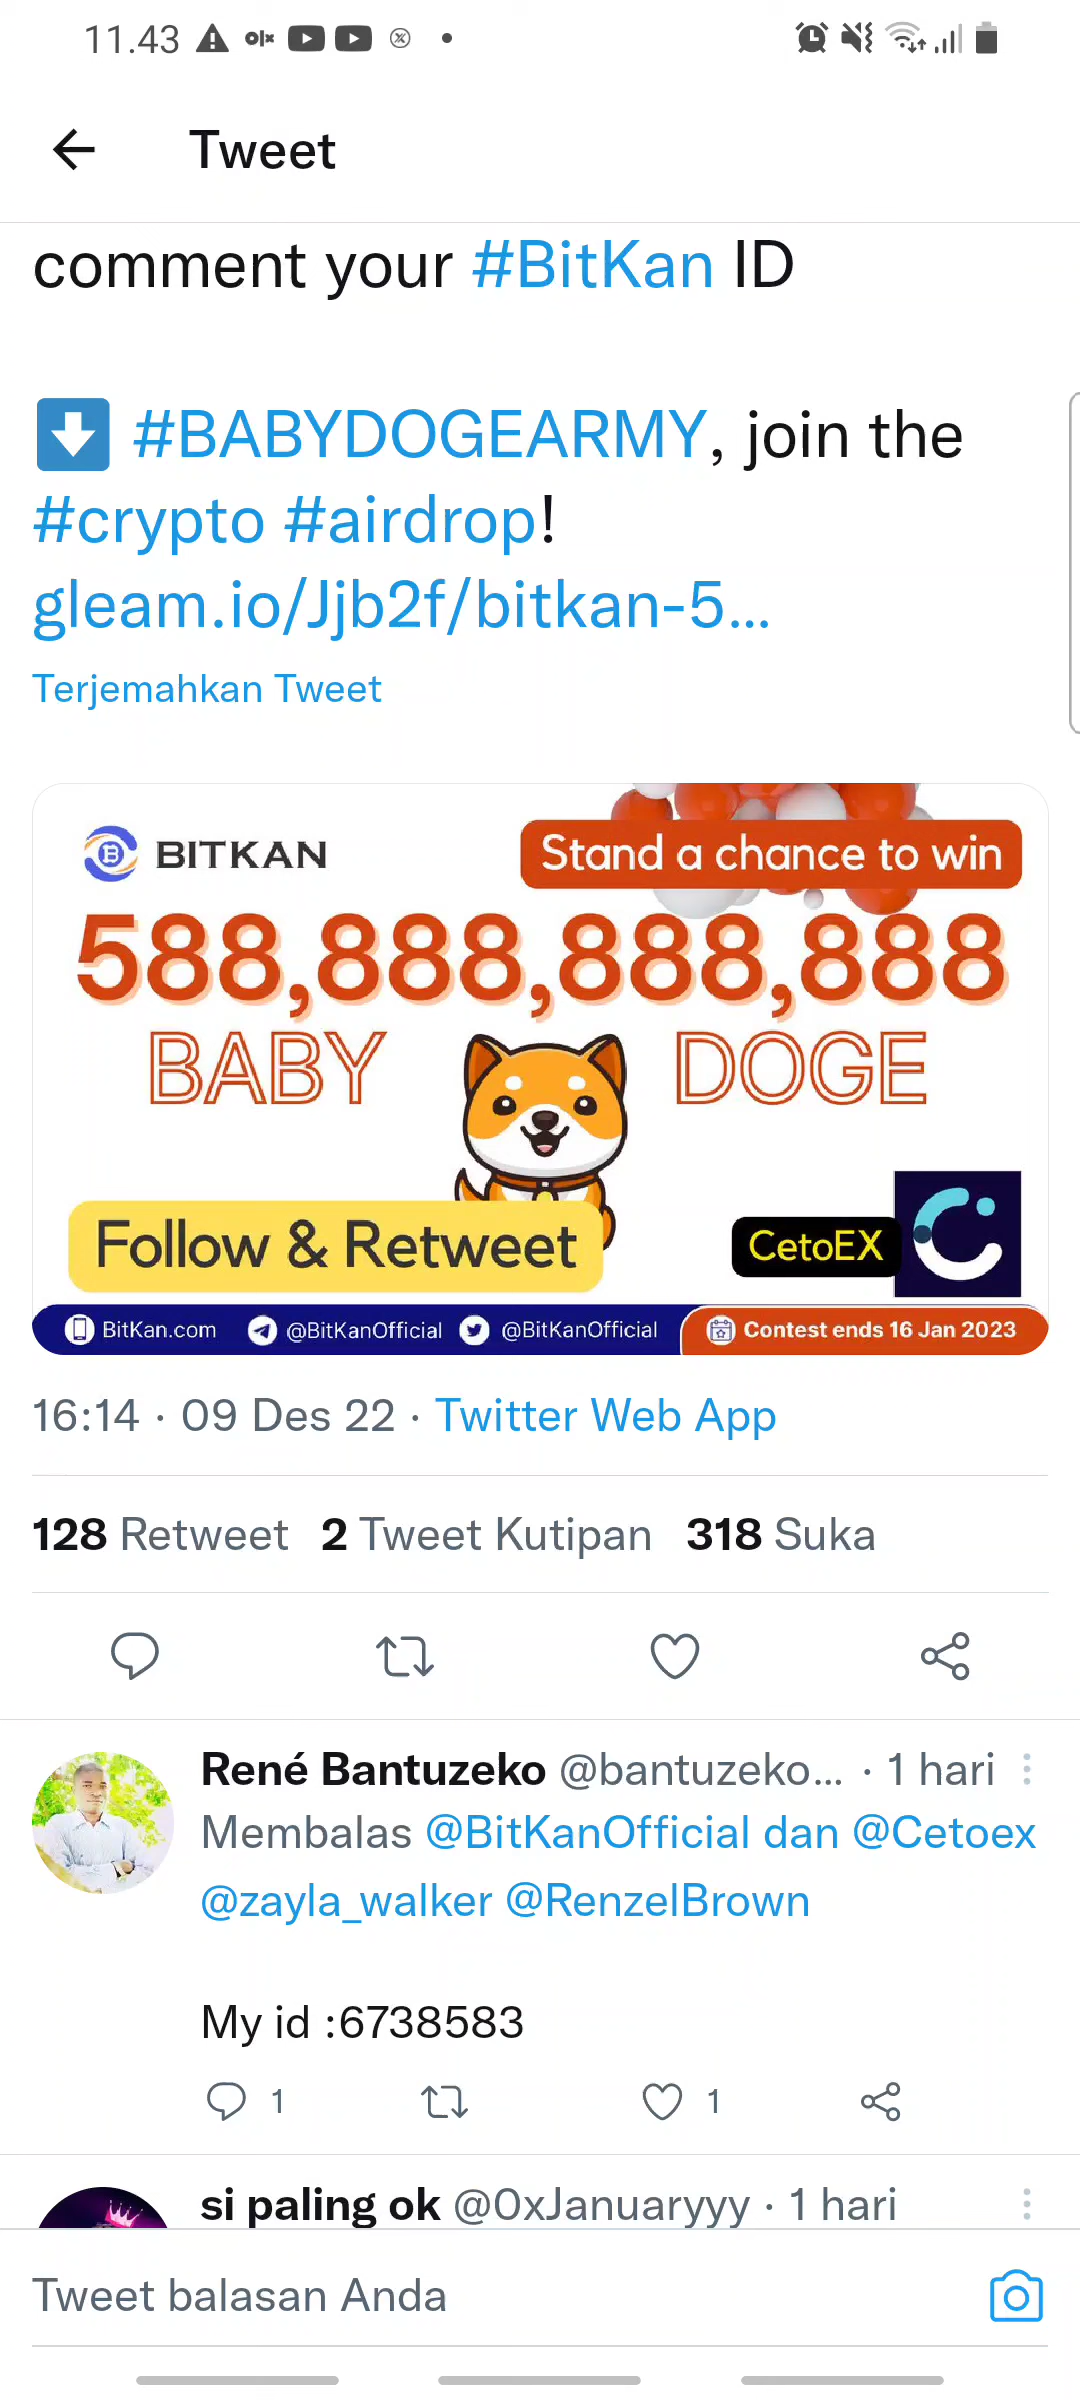 11.43
olx
Tweet
comment your #BitKan ID
#BABYDOGEARMY, join the
#crypto #airdrop!
gleam.io/Jjb2f/bitkan-5...
Terjemahkan Tweet
BITKAN
Stand a chance to win
588,888,888,888
BABY DOGE
Follow & Retweet
CetoEX
BitKan.com @BitKanOfficial @BitKanOfficial Contest ends 16 Jan 2023
16:14 · 09 Des 22 · Twitter Web App
128 Retweet 2 Tweet Kutipan 318 Suka
René Bantuzeko @bantuzeko... · 1 hari
Membalas @BitKanOfficial dan @Cetoex
@zayla_walker @RenzelBrown
My id :6738583
1 1
si paling ok @0xJanuaryyy · 1 hari
Tweet balasan Anda